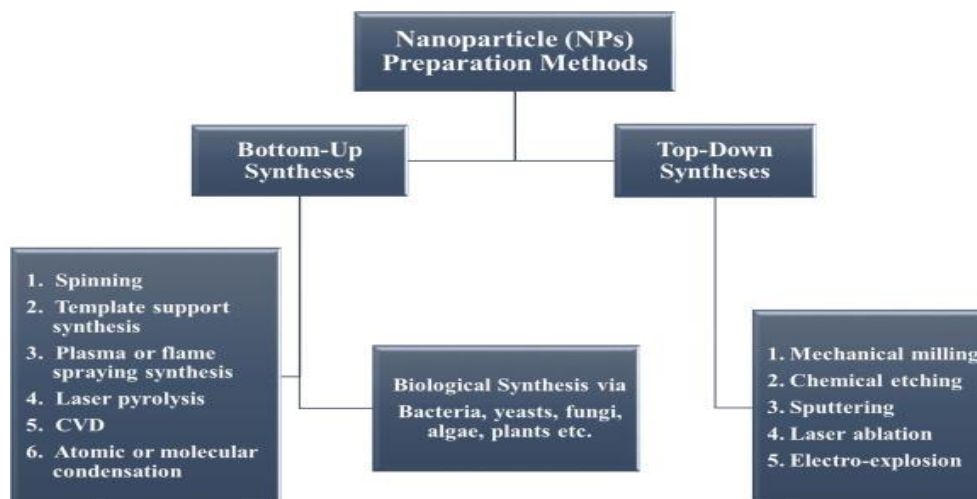 Nanoparticle (NPs)
Preparation Methods
Bottom-Up
Syntheses
Top-Down
Syntheses
1. Spinning
2. Template support
synthesis
3. Plasma or flame
spraying synthesis
4. Laser pyrolysis
5. CVD
6. Atomic or molecular
condensation
Biological Synthesis via
Bacteria, yeasts, fungi,
algae, plants etc.
1. Mechanical milling
2. Chemical etching
3. Sputtering
4. Laser ablation
5. Electro-explosion